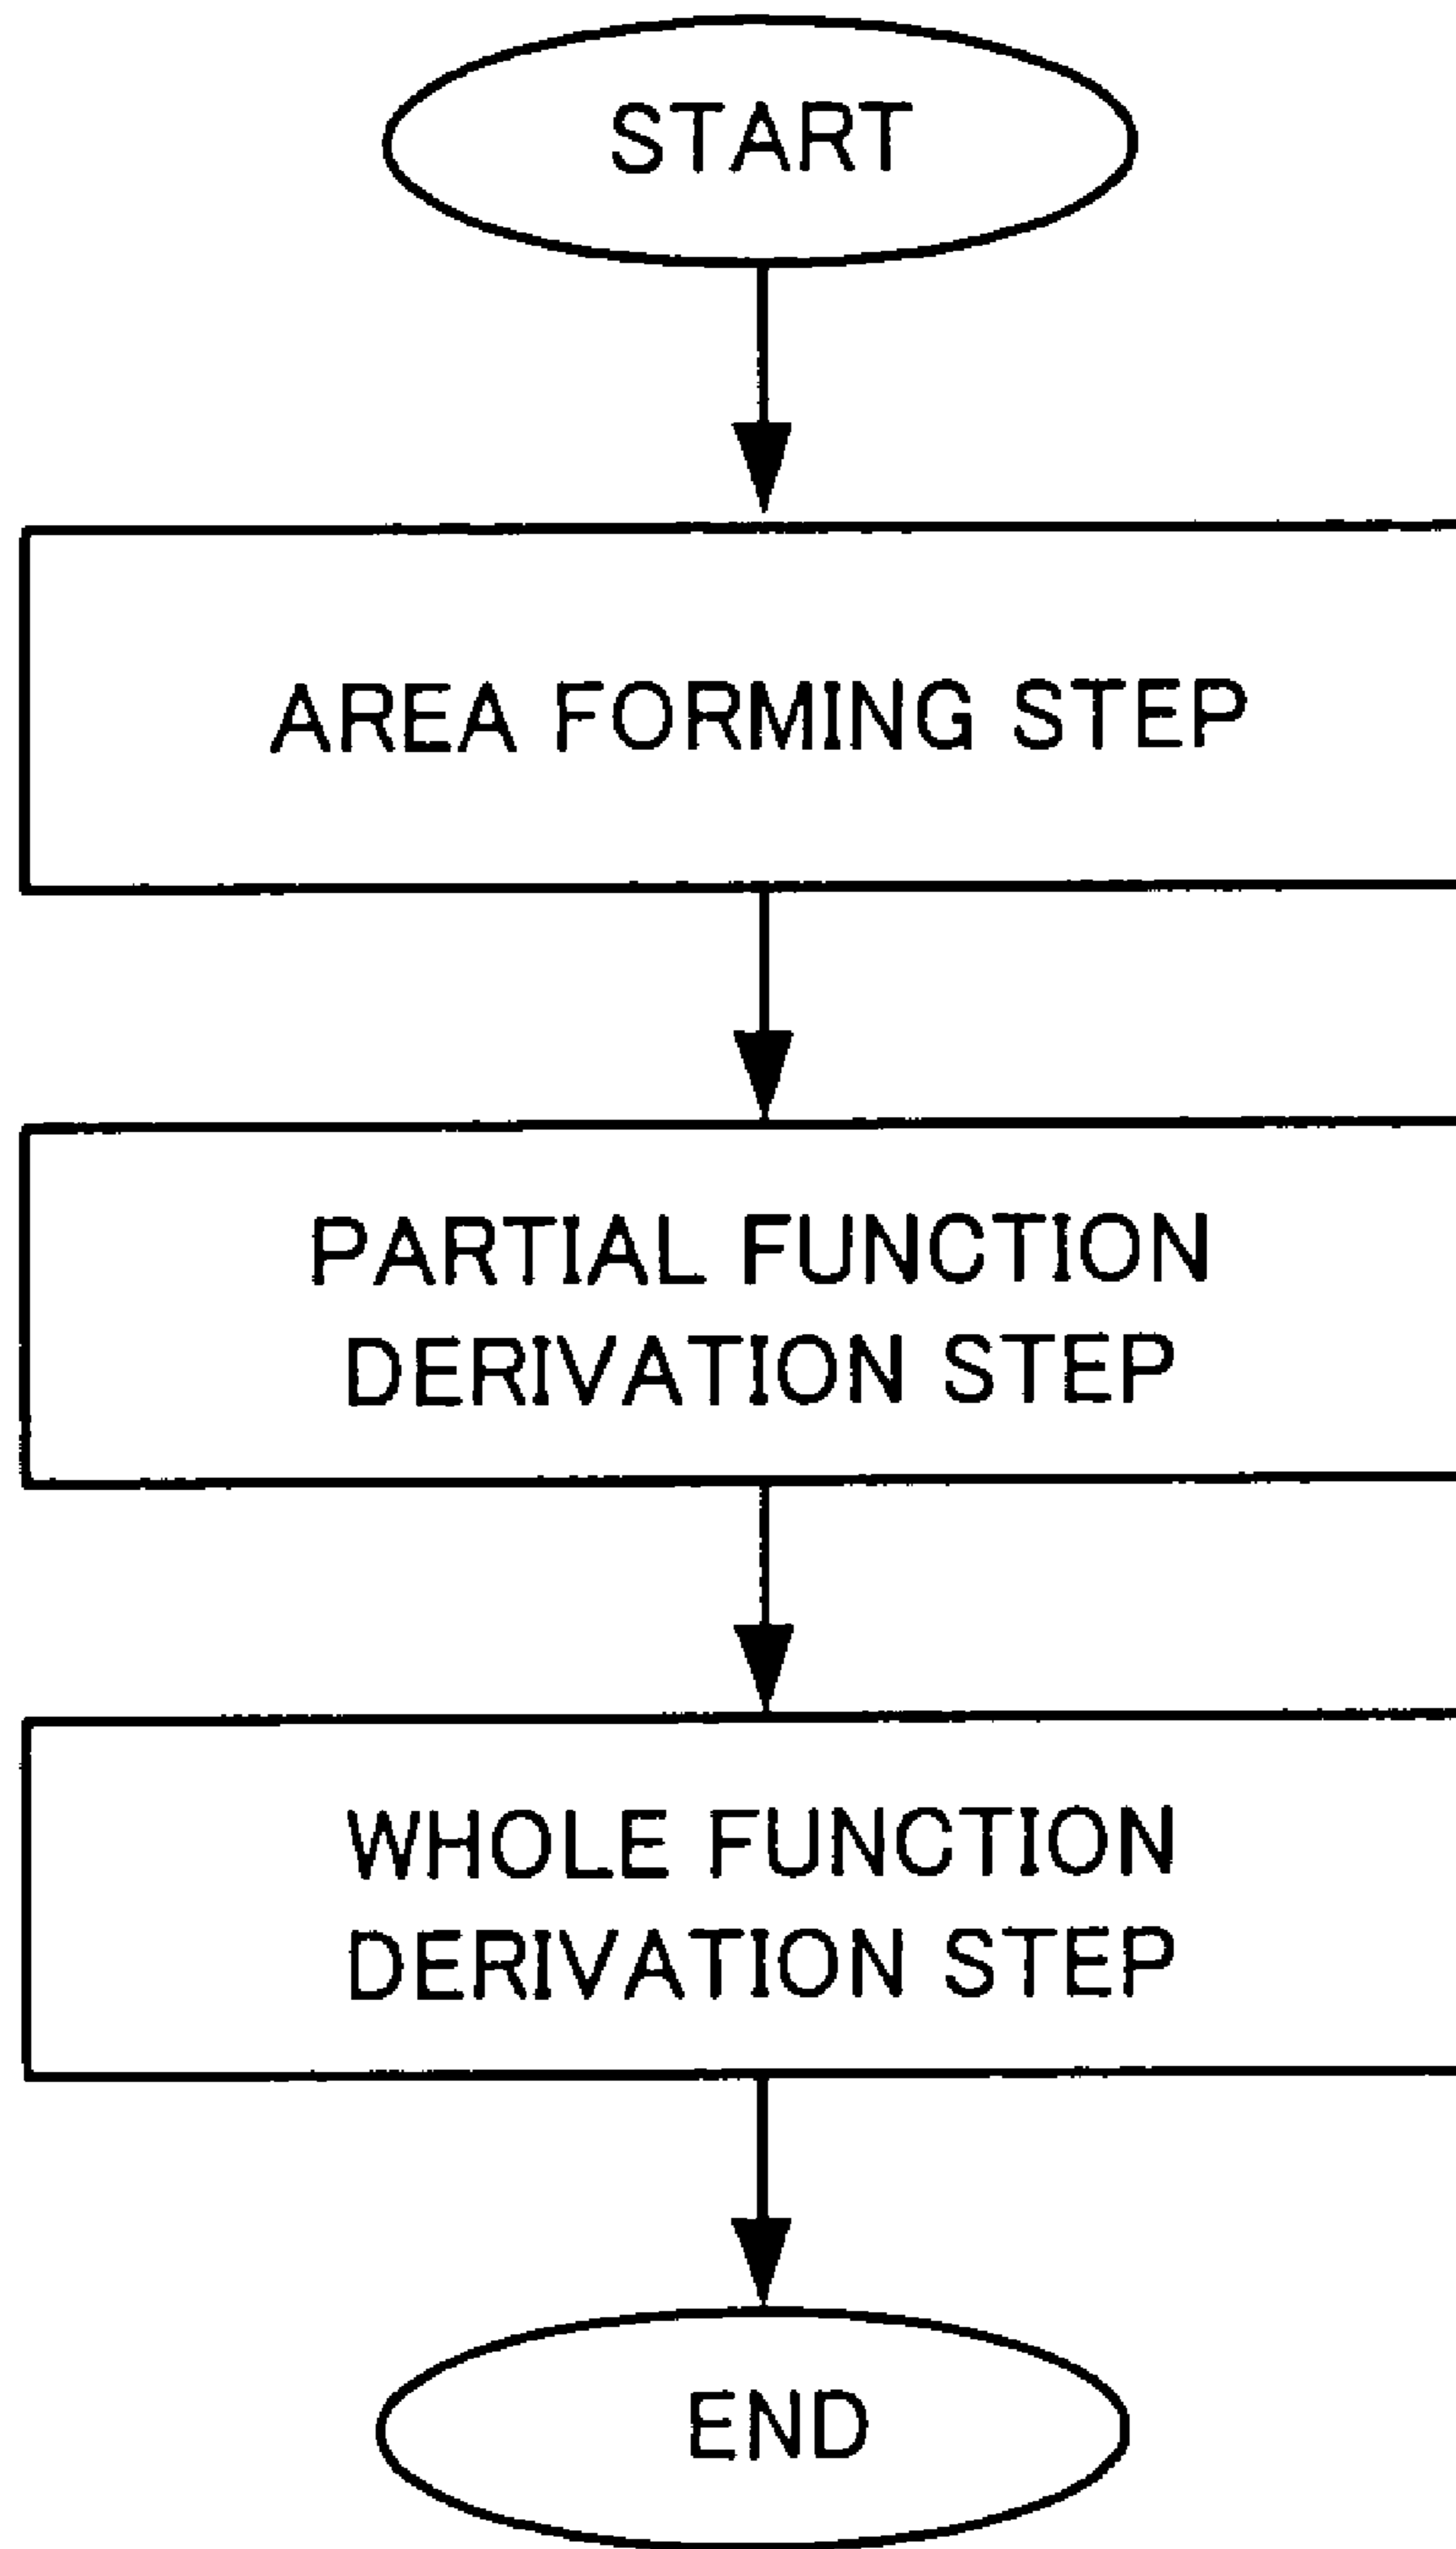 START
AREA FORMING STEP
PARTIAL FUNCTION
DERIVATION STEP
WHOLE FUNCTION
DERIVATION STEP
END